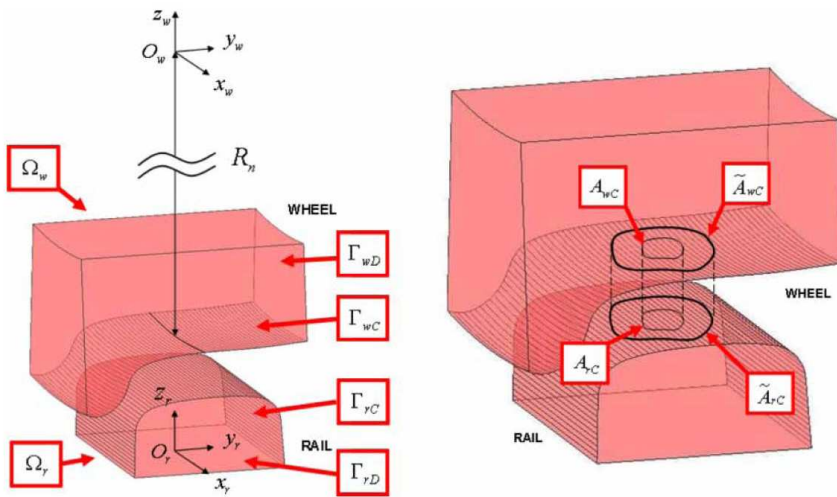 z_w
y_w
O_w
x_w
R_n
Ω_w
WHEEL
Γ_wD
Γ_wC
z_r
Γ_rC
y_r
RAIL
O_r
Ω_r
x_r
Γ_rD
A_wC
Ã_wC
WHEEL
A_rC
Ã_rC
RAIL